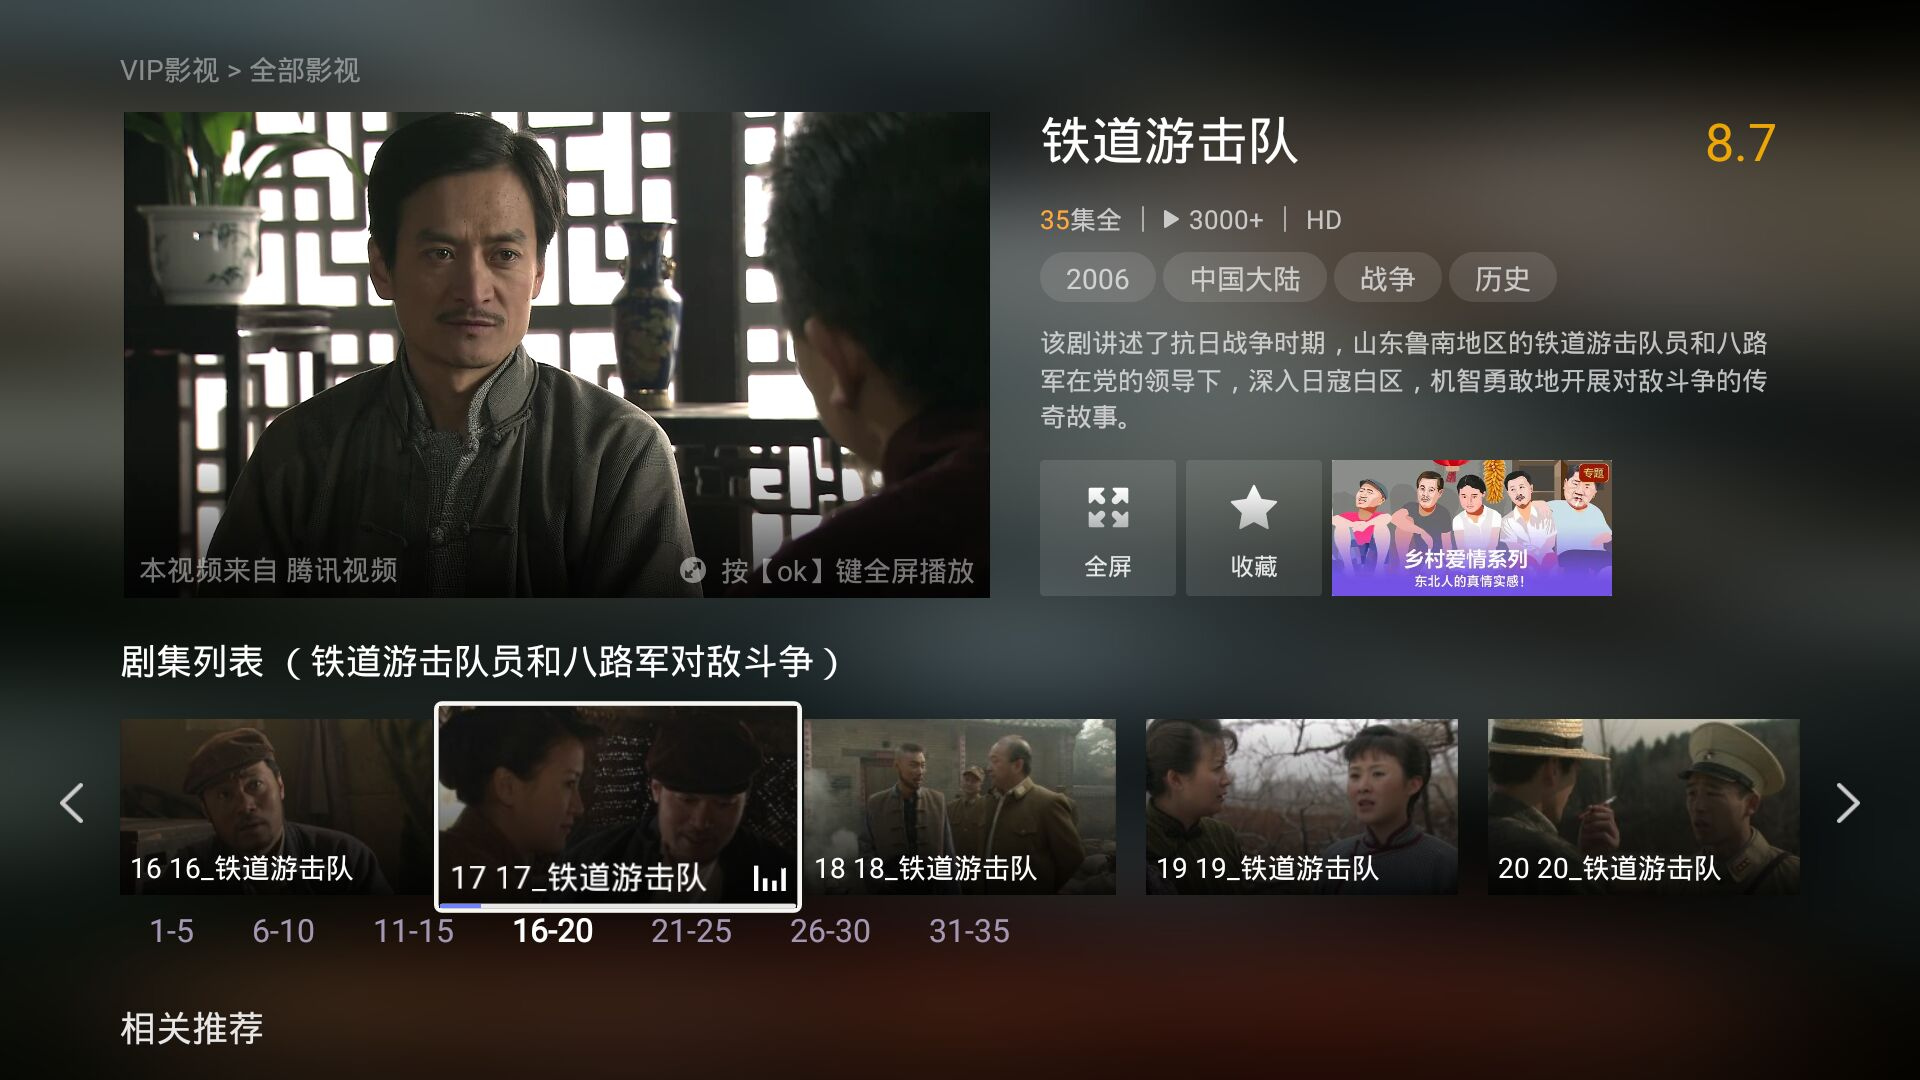 VIP影视 > 全部影视
铁道游击队
8.7
35集全 | 3000+ | HD
2006 中国大陆 战争 历史
该剧讲述了抗日战争时期，山东鲁南地区的铁道游击队员和八路
军在党的领导下，深入日寇白区，机智勇敢地开展对敌斗争的传
奇故事。
本视频来自 腾讯视频
按【ok】键全屏播放
全屏
收藏
专题
乡村爱情系列
东北人的真情实感!
剧集列表 （铁道游击队员和八路军对敌斗争）
16 16_铁道游击队
17 17_铁道游击队
18 18_铁道游击队
19 19_铁道游击队
20 20_铁道游击队
1-5 6-10 11-15 16-20 21-25 26-30 31-35
相关推荐